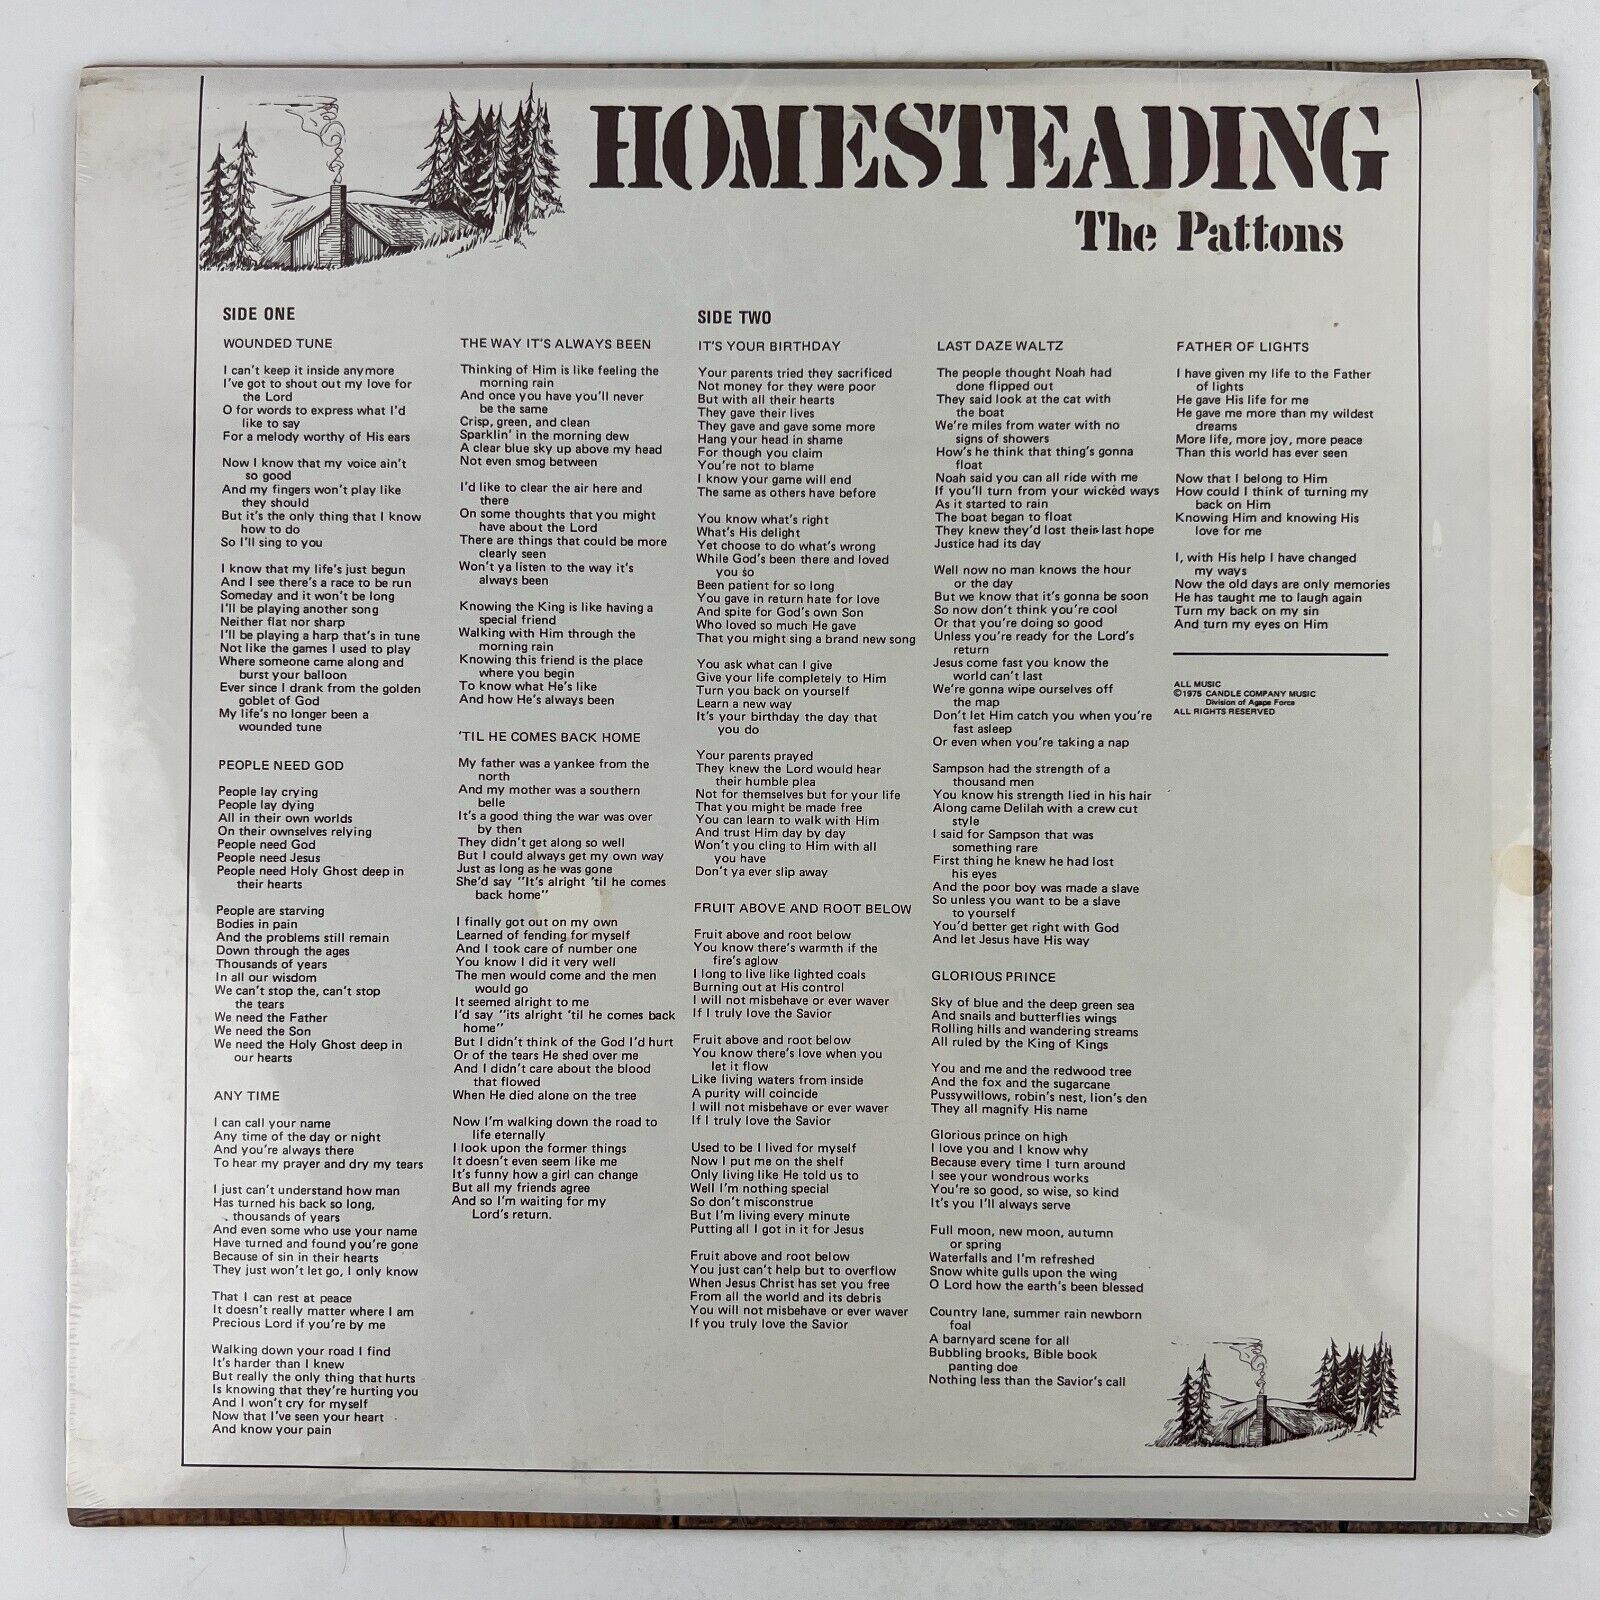 HOMESTEADING
The Pattons
SIDE ONE
WOUNDED TUNE
I can't keep it inside anymore
I've got to shout out my love for
the Lord
O for words to express what I'd
like to say
For a melody worthy of His ears
Now I know that my voice ain't
so good
And my fingers won't play like
they should
But it's the only thing that I know
how to do
So I'll sing to you
I know that my life's just begun
And I see there's a race to be run
Someday and it won't be long
I'll be playing another song
Neither flat nor sharp
I'll be playing a harp that's in tune
Not like the games I used to play
Where someone came along and
burst your balloon
Ever since I drank from the golden
goblet of God
My life's no longer been a
wounded tune
PEOPLE NEED GOD
People lay crying
People lay dying
All in their own worlds
On their ownselves relying
People need God
People need Jesus
People need Holy Ghost deep in
their hearts
People are starving
Bodies in pain
And the problems still remain
Down through the ages
Thousands of years
In all our wisdom
We can't stop the, can't stop
the tears
We need the Father
We need the Son
We need the Holy Ghost deep in
our hearts
ANY TIME
I can call your name
Any time of the day or night
And you're always there
To hear my prayer and dry my tears
I just can't understand how man
Has turned his back so long,
thousands of years
And even some who use your name
Have turned and found you're gone
Because of sin in their hearts
They just won't let go, I only know
That I can rest at peace
It doesn't really matter where I am
Precious Lord if you're by me
Walking down your road I find
It's harder than I knew
But really the only thing that hurts
Is knowing that they're hurting you
And I won't cry for myself
Now that I've seen your heart
And know your pain
THE WAY IT'S ALWAYS BEEN
Thinking of Him is like feeling the
morning rain
And once you have you'll never
be the same
Crisp, green, and clean
Sparklin' in the morning dew
A clear blue sky up above my head
Not even smog between
I'd like to clear the air here and
there
On some thoughts that you might
have about the Lord
There are things that could be more
clearly seen
Won't ya listen to the way it's
always been
Knowing the King is like having a
special friend
Walking with Him through the
morning rain
Knowing this friend is the place
where you begin
To know what He's like
And how He's always been
'TIL HE COMES BACK HOME
My father was a yankee from the
north
And my mother was a southern
belle
It's a good thing the war was over
by then
They didn't get along so well
But I could always get my own way
Just as long as he was gone
She'd say "It's alright 'til he comes
back home"
I finally got out on my own
Learned of fending for myself
And I took care of number one
You know I did it very well
The men would come and the men
would go
It seemed alright to me
I'd say "its alright 'til he comes back
home"
But I didn't think of the God I'd hurt
Or of the tears He shed over me
And I didn't care about the blood
that flowed
When He died alone on the tree
Now I'm walking down the road to
life eternally
I look upon the former things
It doesn't even seem like me
It's funny how a girl can change
But all my friends agree
And so I'm waiting for my
Lord's return.
SIDE TWO
IT'S YOUR BIRTHDAY
Your parents tried they sacrificed
Not money for they were poor
But with all their hearts
They gave their lives
They gave and gave some more
Hang your head in shame
For though you claim
You're not to blame
I know your game will end
The same as others have before
You know what's right
What's His delight
Yet choose to do what's wrong
While God's been there and loved
you so
Been patient for so long
You gave in return hate for love
And spite for God's own Son
Who loved so much He gave
That you might sing a brand new song
You ask what can I give
Give your life completely to Him
Turn you back on yourself
Learn a new way
It's your birthday the day that
you do
Your parents prayed
They knew the Lord would hear
their humble plea
Not for themselves but for your life
That you might be made free
You can learn to walk with Him
And trust Him day by day
Won't you cling to Him with all
you have
Don't ya ever slip away
FRUIT ABOVE AND ROOT BELOW
Fruit above and root below
You know there's warmth if the
fire's aglow
I long to live like lighted coals
Burning out at His control
I will not misbehave or ever waver
If I truly love the Savior
Fruit above and root below
You know there's love when you
let it flow
Like living waters from inside
A purity will coincide
I will not misbehave or ever waver
If I truly love the Savior
Used to be I lived for myself
Now I put me on the shelf
Only living like He told us to
Well I'm nothing special
So don't misconstrue
But I'm living every minute
Putting all I got in it for Jesus
Fruit above and root below
You just can't help but to overflow
When Jesus Christ has set you free
From all the world and its debris
You will not misbehave or ever waver
If you truly love the Savior
LAST DAZE WALTZ
The people thought Noah had
done flipped out
They said look at the cat with
the boat
We're miles from water with no
signs of showers
How's he think that thing's gonna
float
Noah said you can all ride with me
If you'll turn from your wicked ways
As it started to rain
The boat began to float
They knew they'd lost their last hope
Justice had its day
Well now no man knows the hour
or the day
But we know that it's gonna be soon
So now don't think you're cool
Or that you're doing so good
Unless you're ready for the Lord's
return
Jesus come fast you know the
world can't last
We're gonna wipe ourselves off
the map
Don't let Him catch you when you're
fast asleep
Or even when you're taking a nap
Sampson had the strength of a
thousand men
You know his strength lied in his hair
Along came Delilah with a crew cut
style
I said for Sampson that was
something rare
First thing he knew he had lost
his eyes
And the poor boy was made a slave
So unless you want to be a slave
to yourself
You'd better get right with God
And let Jesus have His way
GLORIOUS PRINCE
Sky of blue and the deep green sea
And snails and butterflies wings
Rolling hills and wandering streams
All ruled by the King of Kings
You and me and the redwood tree
And the fox and the sugarcane
Pussywillows, robin's nest, lion's den
They all magnify His name
Glorious prince on high
I love you and I know why
Because every time I turn around
I see your wondrous works
You're so good, so wise, so kind
It's you I'll always serve
Full moon, new moon, autumn
or spring
Waterfalls and I'm refreshed
Snow white gulls upon the wing
O Lord how the earth's been blessed
Country lane, summer rain newborn
foal
A barnyard scene for all
Bubbling brooks, Bible book
panting doe
Nothing less than the Savior's call
FATHER OF LIGHTS
I have given my life to the Father
of lights
He gave His life for me
He gave me more than my wildest
dreams
More life, more joy, more peace
Than this world has ever seen
Now that I belong to Him
How could I think of turning my
back on Him
Knowing Him and knowing His
love for me
I, with His help I have changed
my ways
Now the old days are only memories
He has taught me to laugh again
Turn my back on my sin
And turn my eyes on Him
ALL MUSIC
©1975 CANDLE COMPANY MUSIC
Division of Agape Force
ALL RIGHTS RESERVED